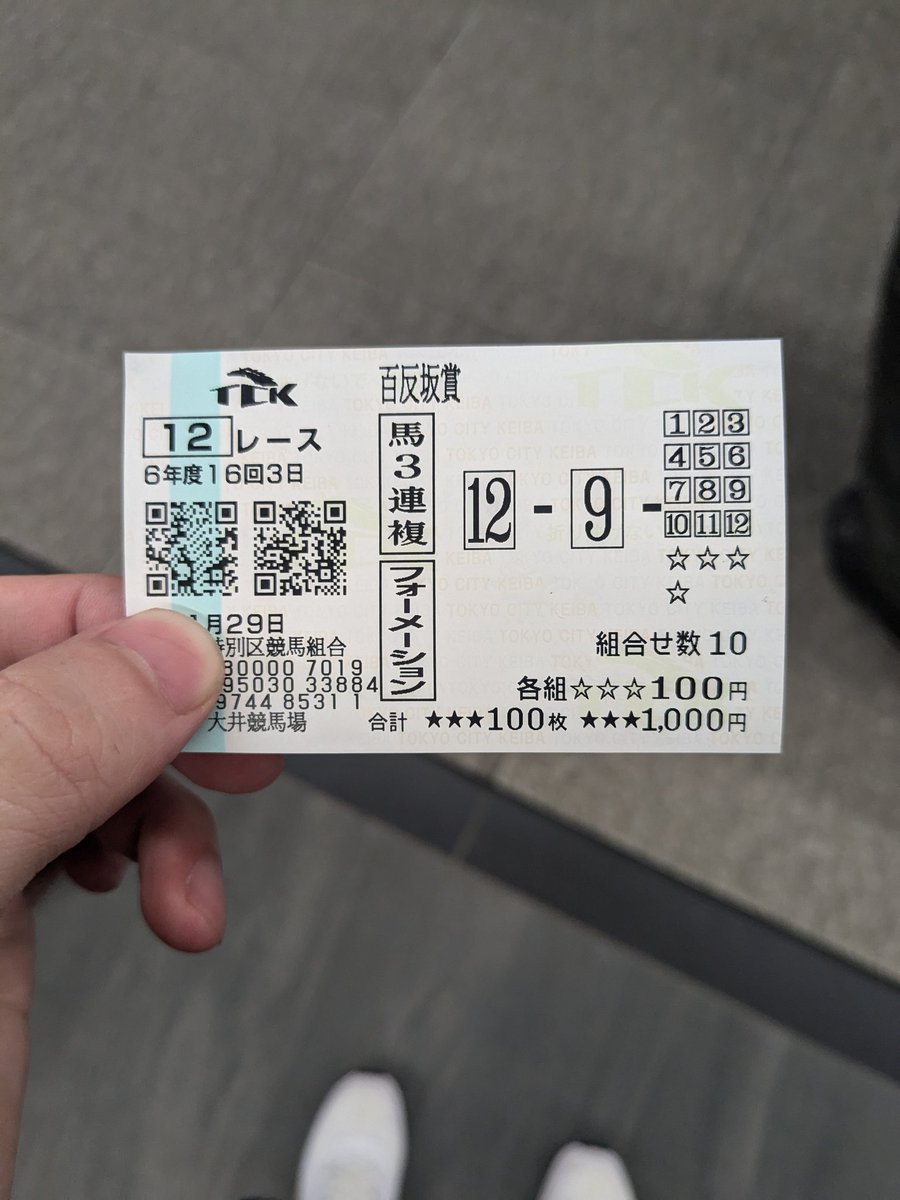 TCK
12レース
6年度16回3日
月29日
特別区競馬組合
80000 7019
95030 33884
9744 8531 1
大井競馬場
百反坂賞
馬3連複
フォーメーション
12-9-
1 2 3
4 5 6
7 8 9
10 11 12
☆☆☆
☆
組合せ数10
各組☆☆☆100円
合計 ★★★100枚 ★★★1,000円
TOKYO CITY KEIBA